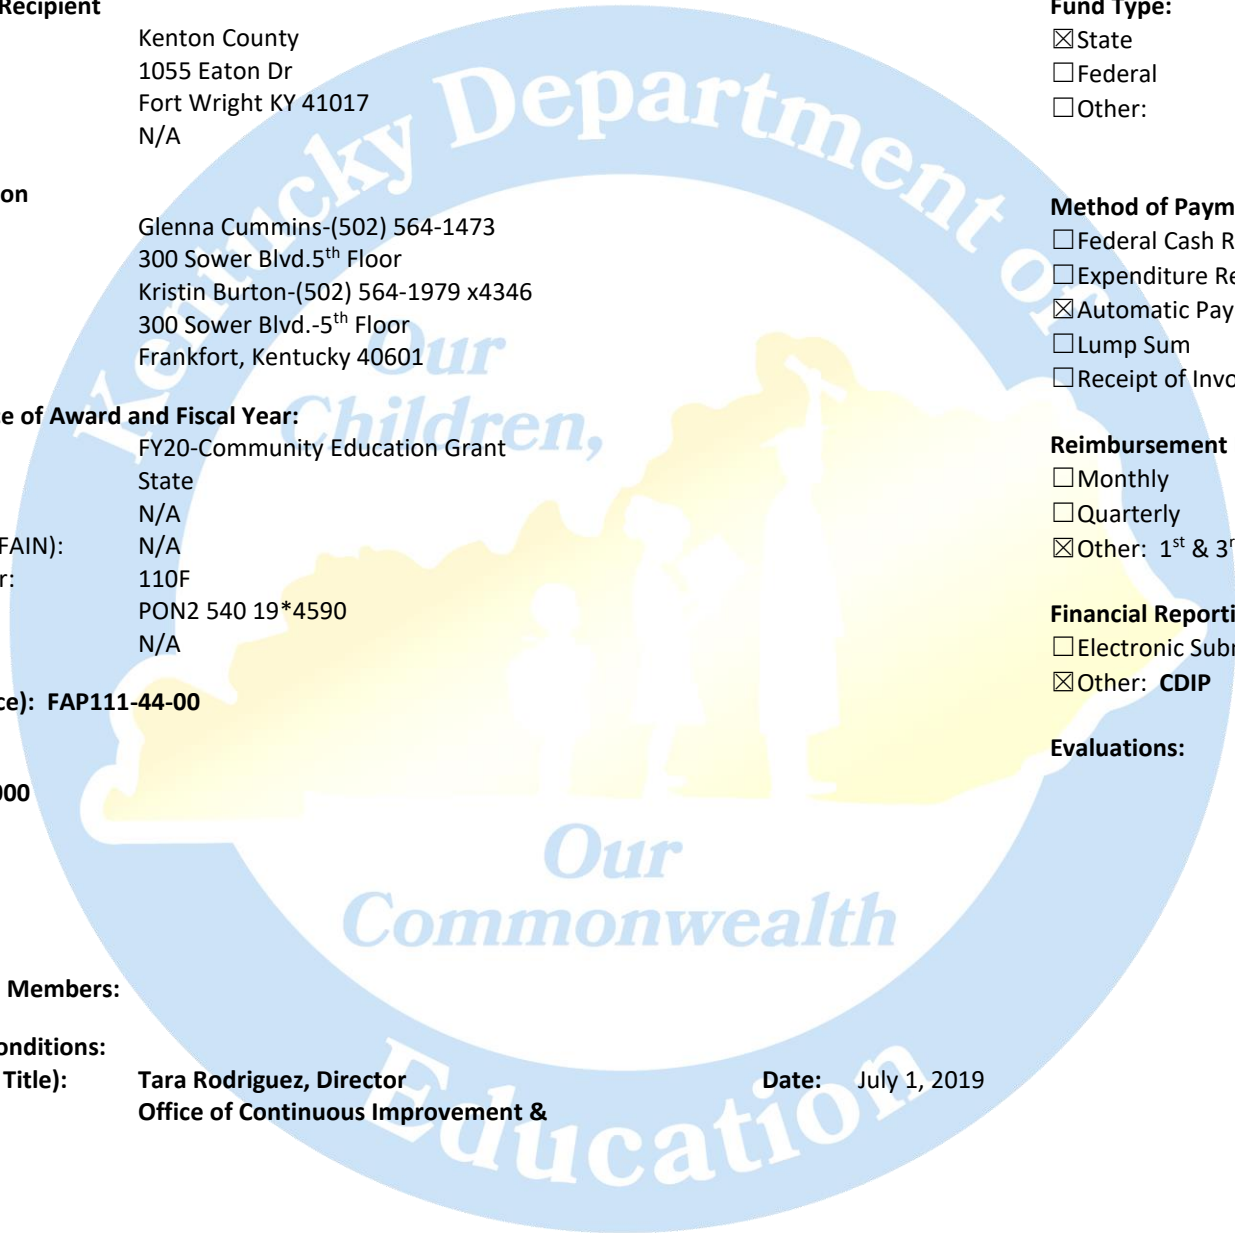 Recipient
Kenton County
1055 Eaton Dr
Fort Wright KY 41017
N/A
on
Glenna Cummins-(502) 564-1473
300 Sower Blvd.5th Floor
Kristin Burton-(502) 564-1979 x4346
300 Sower Blvd.-5th Floor
Frankfort, Kentucky 40601
ce of Award and Fiscal Year:
FY20-Community Education Grant
State
N/A
FAIN): N/A
r: 110F
PON2 540 19*4590
N/A
ce): FAP111-44-00
000
Members:
onditions:
Title): Tara Rodriguez, Director
Office of Continuous Improvement &
Date: July 1, 2019
Fund Type:
☒State
☐Federal
☐Other:
Method of Paym
☐Federal Cash R
☐Expenditure Re
☒Automatic Pay
☐Lump Sum
☐Receipt of Invo
Reimbursement
☐Monthly
☐Quarterly
☒Other: 1st & 3r
Financial Reporti
☐Electronic Subm
☒Other: CDIP
Evaluations:
Kentucky Department of
Education
Our
Children,
Our
Commonwealth